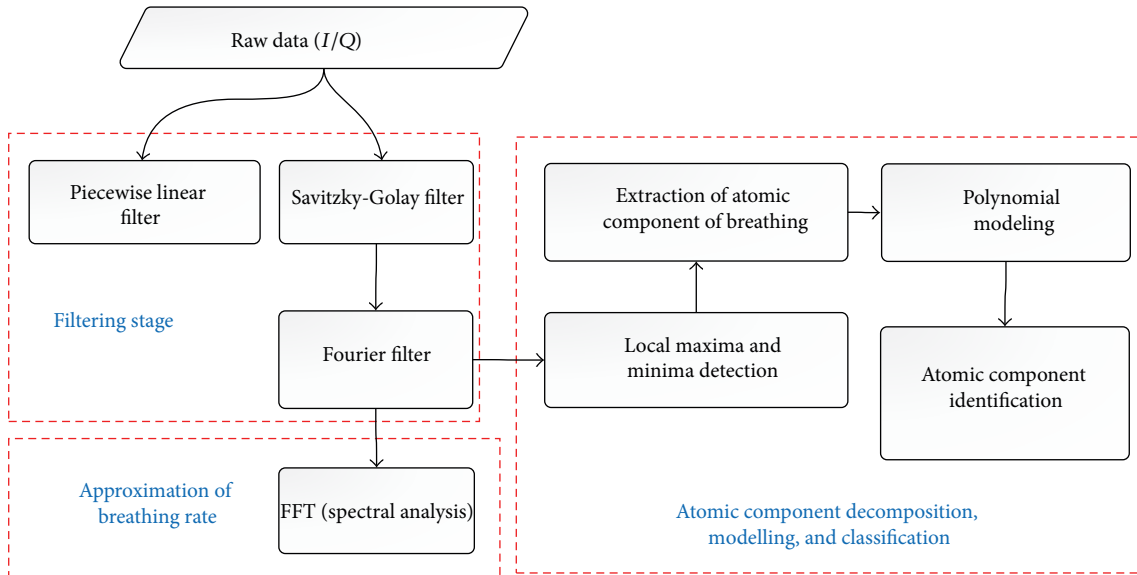 Raw data (I/Q)
Piecewise linear
filter
Savitzky-Golay filter
Filtering stage
Fourier filter
Approximation of
breathing rate
FFT (spectral analysis)
Extraction of atomic
component of breathing
Polynomial
modeling
Local maxima and
minima detection
Atomic component
identification
Atomic component decomposition,
modelling, and classification